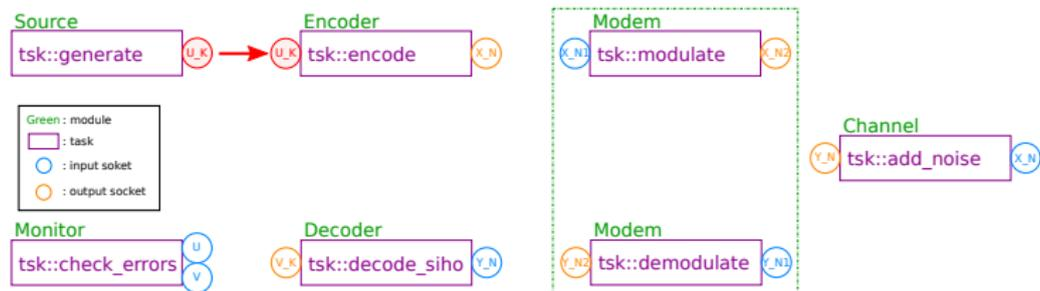 Source
Encoder
Modem
tsk::generate
U_K
U_K
tsk::encode
X_N
X_N1
tsk::modulate
X_N2
Green : module
: task
: input soket
: output socket
Channel
Y_N
tsk::add_noise
X_N
Monitor
Decoder
Modem
tsk::check_errors
U
V
V_K
tsk::decode_siho
Y_N
Y_N2
tsk::demodulate
Y_N1